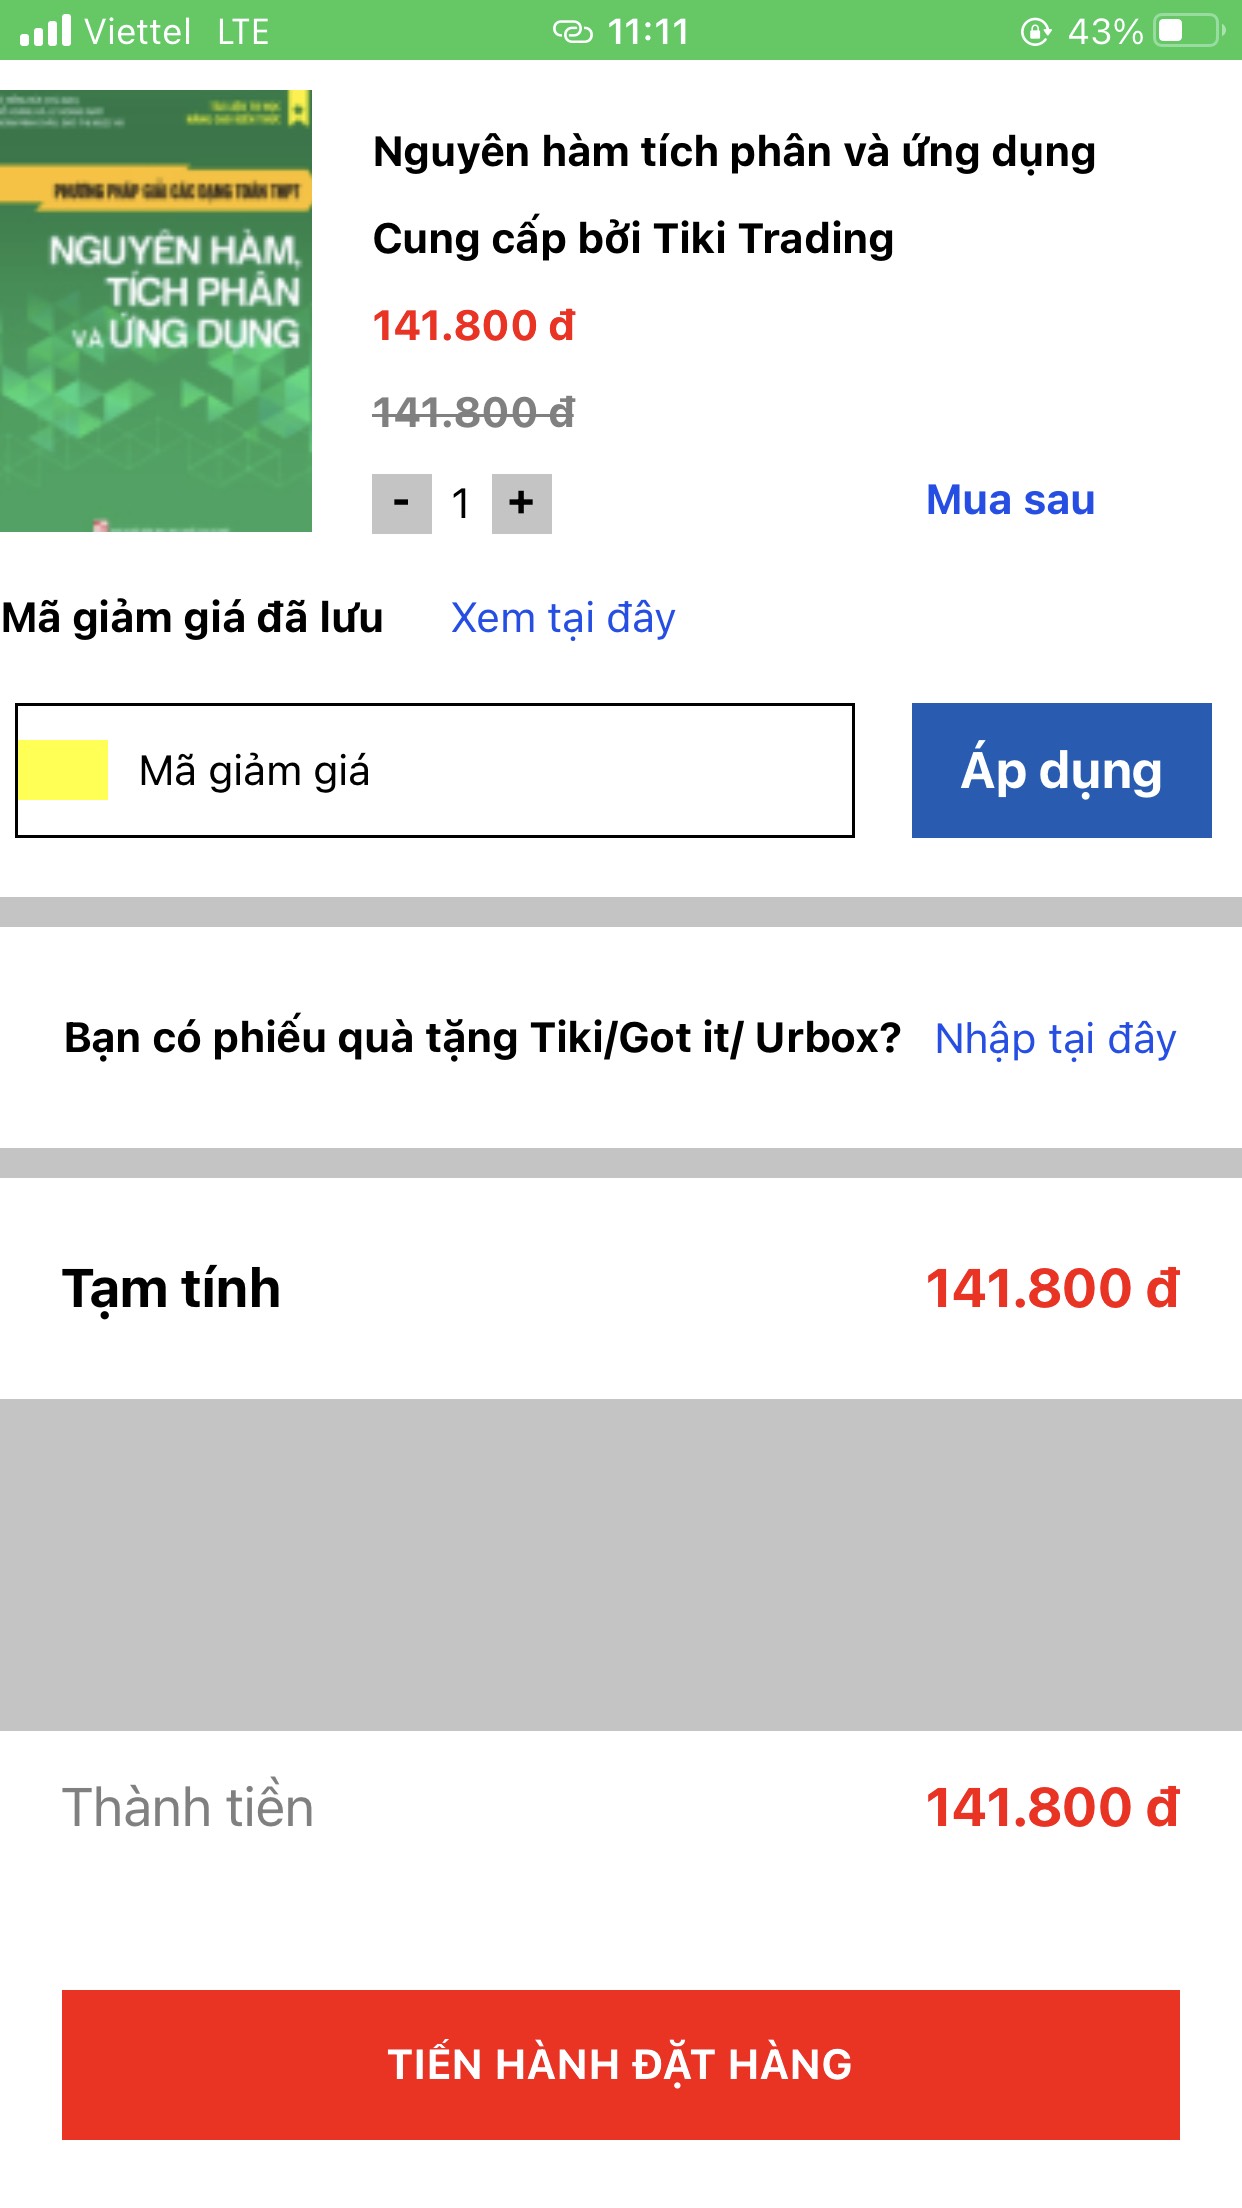 Viettel LTE 11:11 43%
PHƯƠNG PHÁP GIẢI CÁC DẠNG TOÁN THPT
NGUYÊN HÀM,
TÍCH PHÂN
VÀ ỨNG DỤNG
Nguyên hàm tích phân và ứng dụng
Cung cấp bởi Tiki Trading
141.800 đ
141.800 đ
- 1 +
Mua sau
Mã giảm giá đã lưu Xem tại đây
Mã giảm giá
Áp dụng
Bạn có phiếu quà tặng Tiki/Got it/ Urbox? Nhập tại đây
Tạm tính 141.800 đ
Thành tiền 141.800 đ
TIẾN HÀNH ĐẶT HÀNG